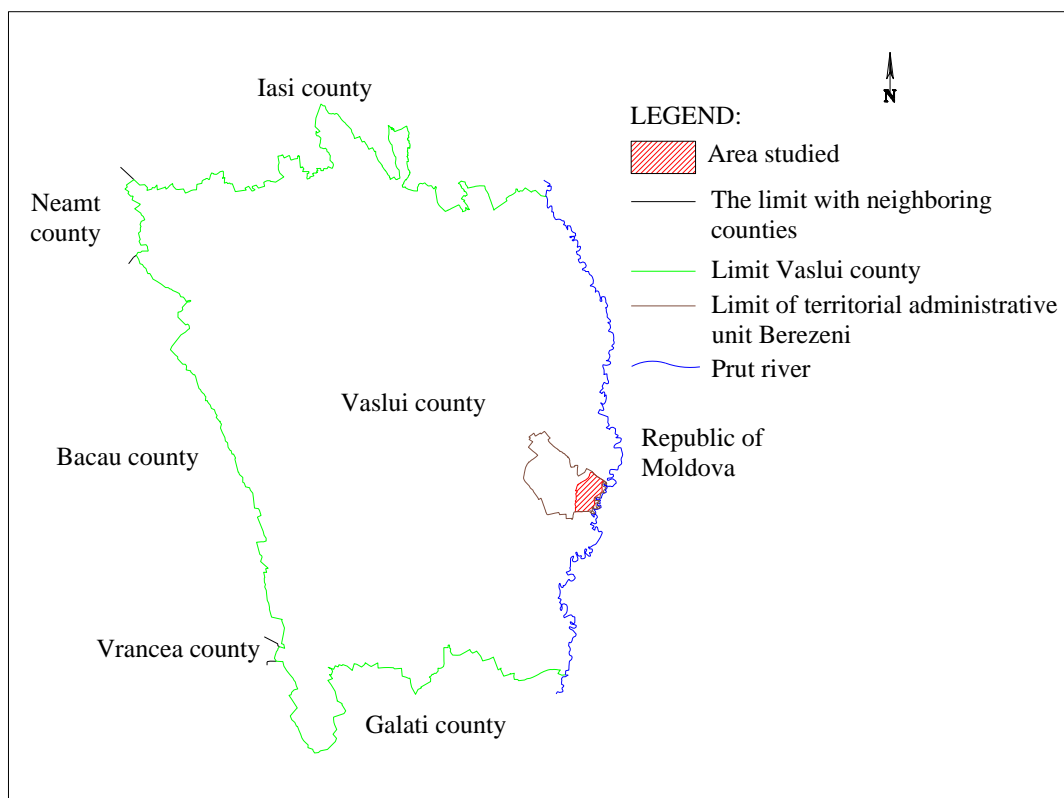 Iasi county
N
LEGEND:
Area studied
Neamt
county
The limit with neighboring
counties
Limit Vaslui county
Limit of territorial administrative
unit Berezeni
Prut river
Vaslui county
Republic of
Moldova
Bacau county
Vrancea county
Galati county